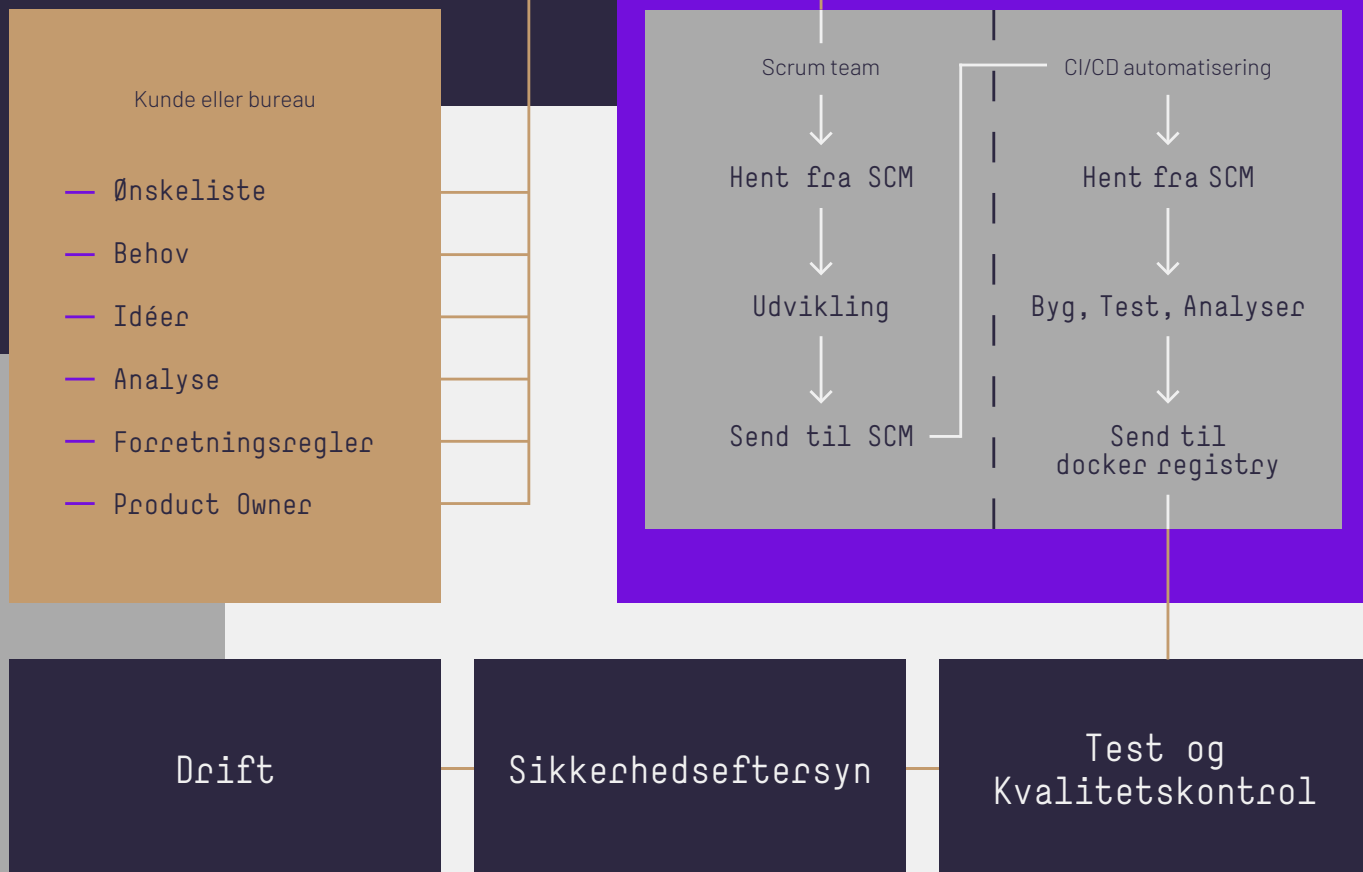 Kunde eller bureau
Ønskeliste
Behov
Idéer
Analyse
Forretningsregler
Product Owner
Scrum team
Hent fra SCM
Udvikling
Send til SCM
CI/CD automatisering
Hent fra SCM
Byg, Test, Analyser
Send til
docker registry
Drift
Sikkerhedseftersyn
Test og
Kvalitetskontrol